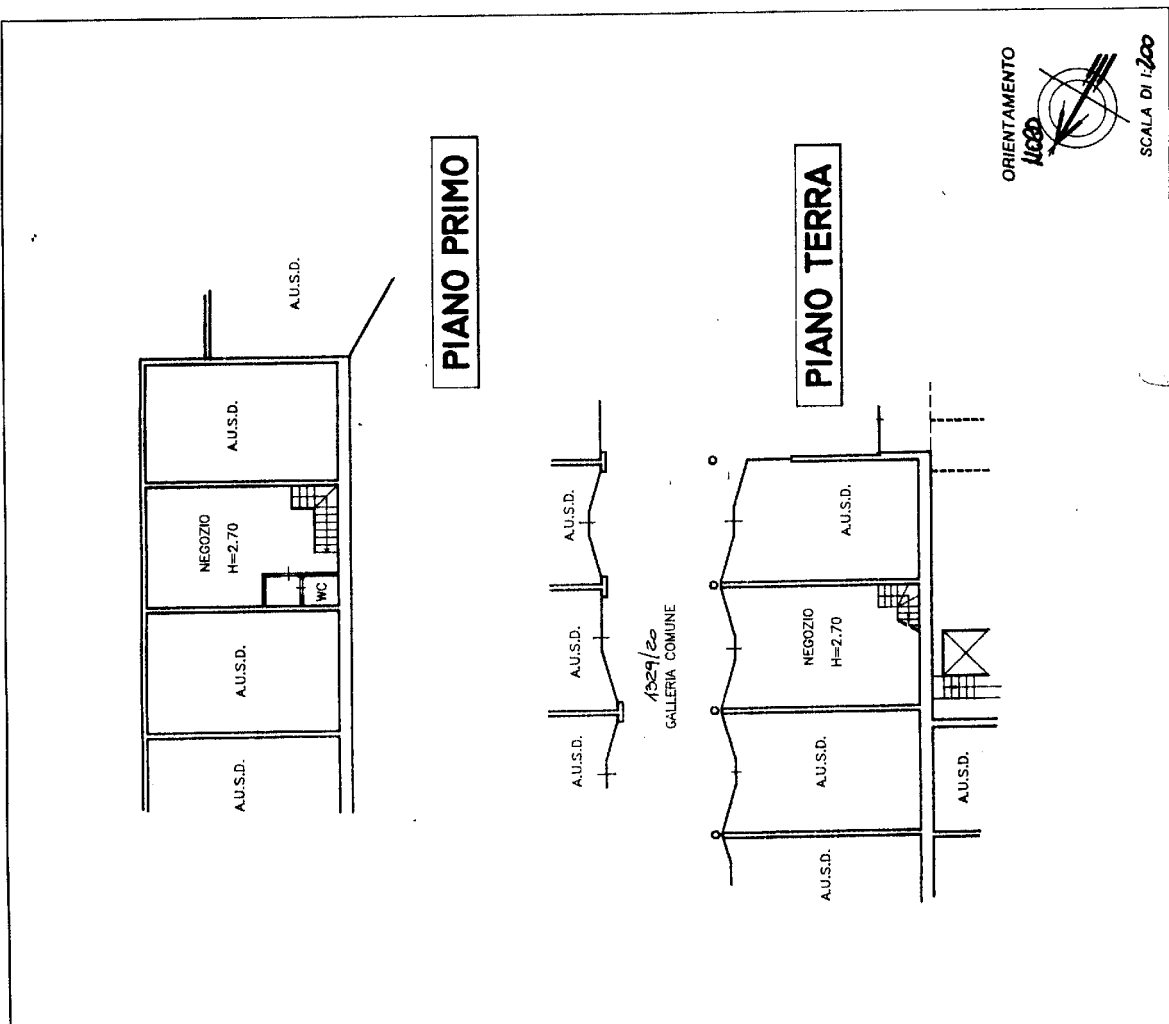 PIANO PRIMO
A.U.S.D.
A.U.S.D.
NEGOZIO
H=2.70
WC
A.U.S.D.
A.U.S.D.
PIANO TERRA
A.U.S.D.
A.U.S.D.
A.U.S.D.
1329/20
GALLERIA COMUNE
A.U.S.D.
NEGOZIO
H=2.70
A.U.S.D.
A.U.S.D.
A.U.S.D.
ORIENTAMENTO
SCALA DI 1:200